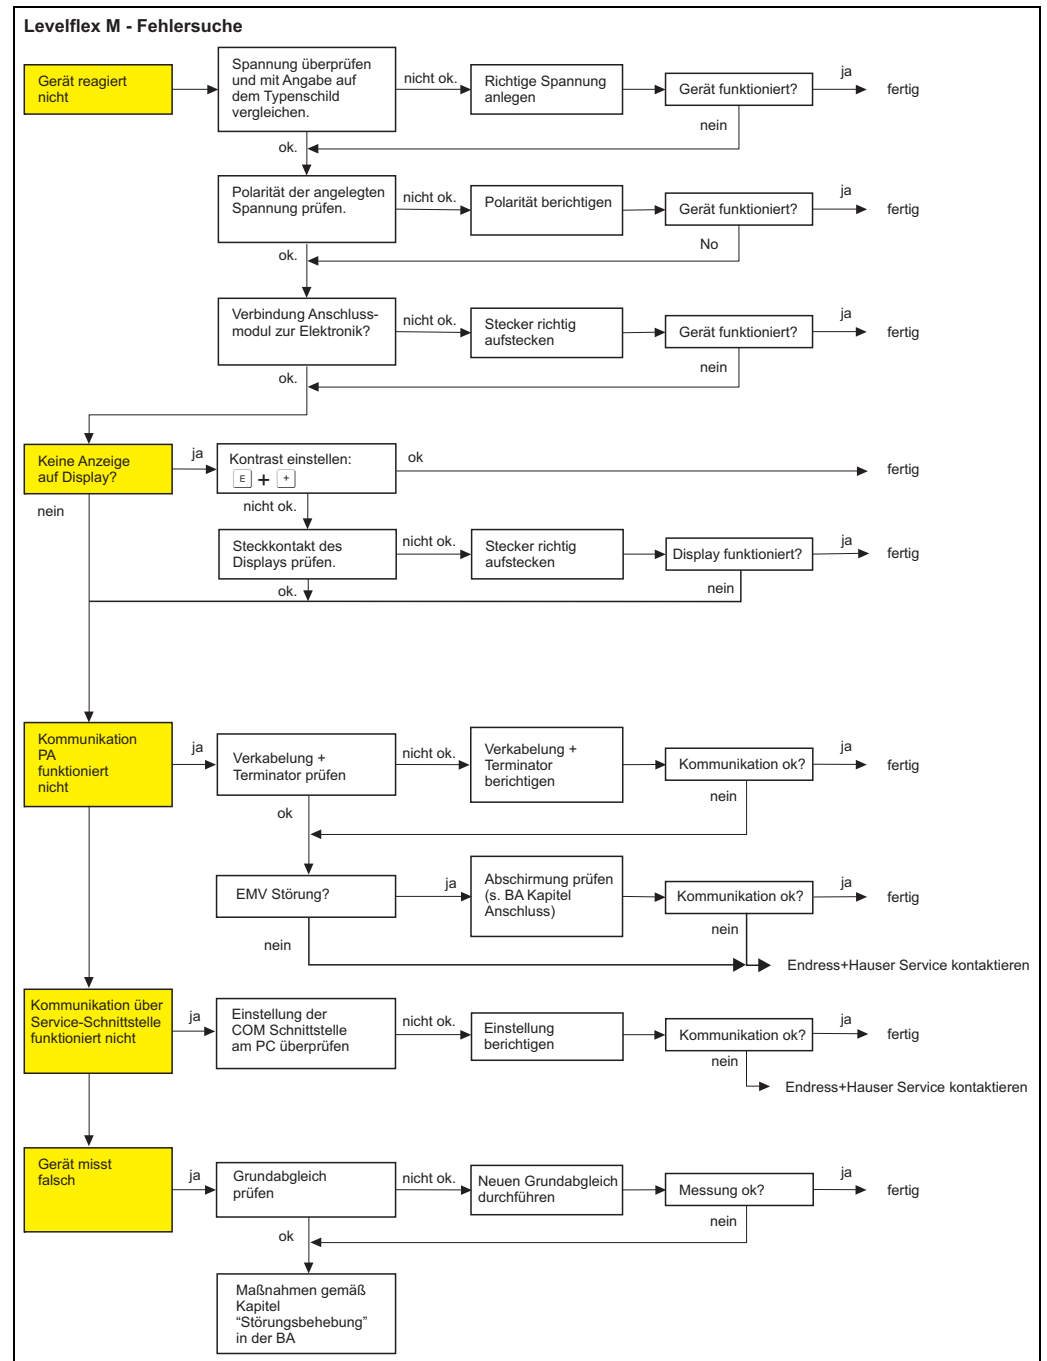 Levelflex M - Fehlersuche
Gerät reagiert
nicht
Spannung überprüfen
und mit Angabe auf
dem Typenschild
vergleichen.
nicht ok.
Richtige Spannung
anlegen
Gerät funktioniert?
ja
fertig
nein
ok.
Polarität der angelegten
Spannung prüfen.
nicht ok.
Polarität berichtigen
Gerät funktioniert?
ja
fertig
No
ok.
Verbindung Anschluss-
modul zur Elektronik?
nicht ok.
Stecker richtig
aufstecken
Gerät funktioniert?
ja
fertig
nein
ok.
Keine Anzeige
auf Display?
ja
Kontrast einstellen:
E + +
ok
fertig
nein
nicht ok.
Steckkontakt des
Displays prüfen.
nicht ok.
Stecker richtig
aufstecken
Display funktioniert?
ja
fertig
nein
ok.
Kommunikation
PA
funktioniert
nicht
ja
Verkabelung +
Terminator prüfen
nicht ok.
Verkabelung +
Terminator
berichtigen
Kommunikation ok?
ja
fertig
nein
ok
EMV Störung?
ja
Abschirmung prüfen
(s. BA Kapitel
Anschluss)
Kommunikation ok?
ja
fertig
nein
nein
Endress+Hauser Service kontaktieren
Kommunikation über
Service-Schnittstelle
funktioniert nicht
ja
Einstellung der
COM Schnittstelle
am PC überprüfen
nicht ok.
Einstellung
berichtigen
Kommunikation ok?
ja
fertig
nein
Endress+Hauser Service kontaktieren
Gerät misst
falsch
ja
Grundabgleich
prüfen
nicht ok.
Neuen Grundabgleich
durchführen
Messung ok?
ja
fertig
nein
ok
Maßnahmen gemäß
Kapitel
“Störungsbehebung”
in der BA